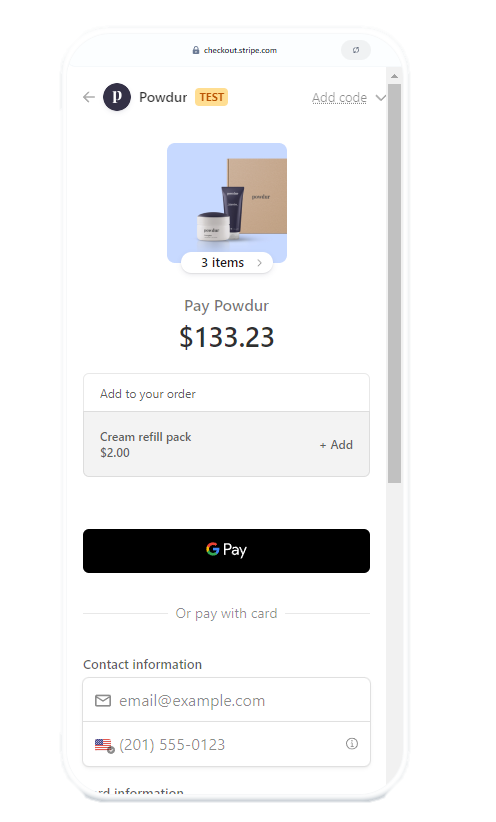 checkout.stripe.com
p Powdur TEST Add code
powdur
powdur
3 items
Pay Powdur
$133.23
Add to your order
Cream refill pack
$2.00
+ Add
G Pay
Or pay with card
Contact information
email@example.com
(201) 555-0123
rd information